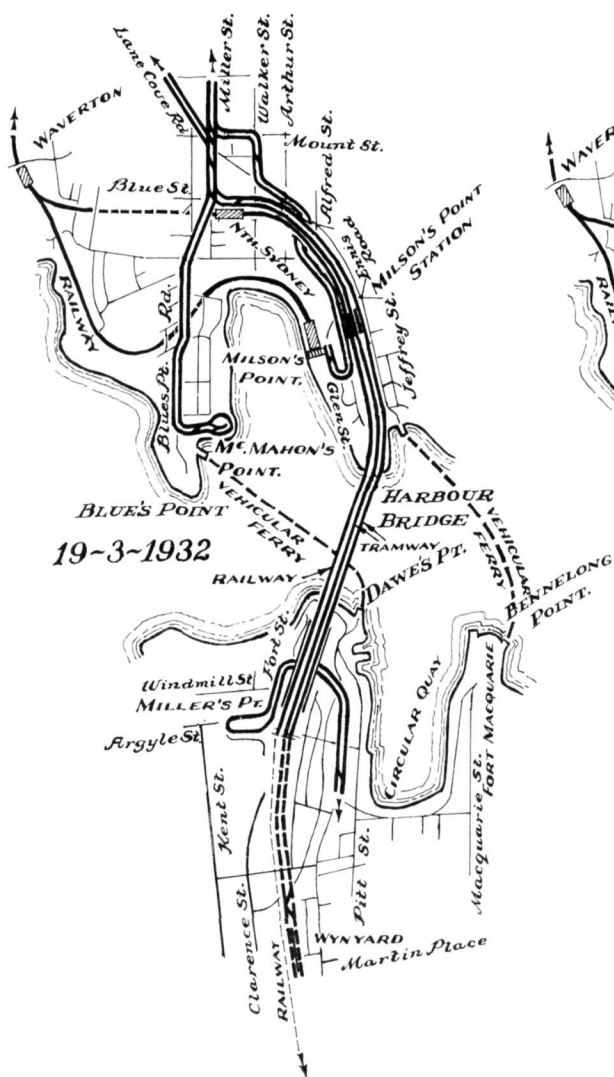 Lane Cove Rd.
Miller St.
Walker St.
Arthur St.
WAVERTON
Mount St.
Alfred St.
Blue St.
NTH. SYDNEY
Ennis Road
MILSON'S POINT
STATION
RAILWAY
Blues Pt. Rd.
MILSON'S
POINT.
Glen St.
Jeffrey St.
Mc. MAHON'S
POINT.
BLUE'S POINT
VEHICULAR
FERRY
HARBOUR
BRIDGE
19-3-1932
TRAMWAY
VEHICULAR
FERRY
RAILWAY
DAWE'S PT.
BENNELONG
POINT.
Fort St.
Windmill St
MILLER'S PT.
Argyle St.
CIRCULAR QUAY
FORT MACQUARIE
Kent St.
Macquarie St.
Pitt St.
Clarence St.
RAILWAY
WYNYARD
Martin Place